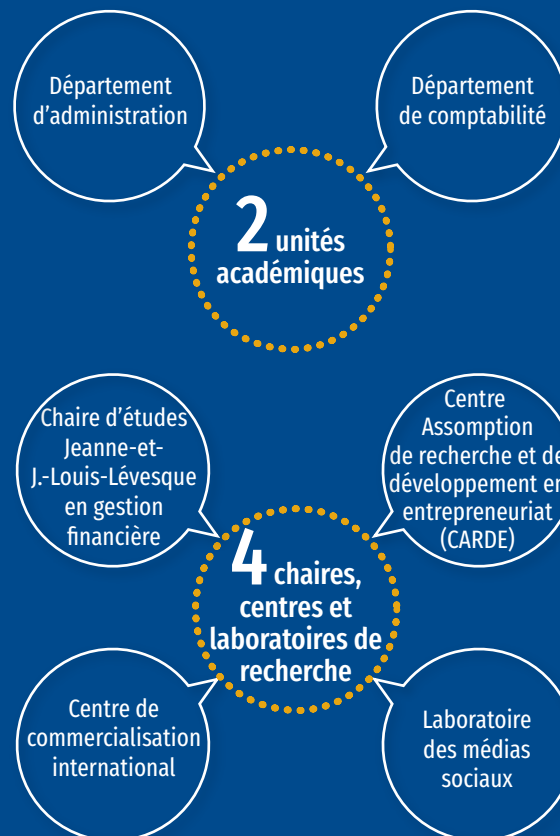 Département
d'administration
Département
de comptabilité
2 unités
académiques
Chaire d'études
Jeanne-et-
J.-Louis-Lévesque
en gestion
financière
Centre
Assomption
de recherche et de
développement en
entrepreneuriat
(CARDE)
4 chaires,
centres et
laboratoires de
recherche
Centre de
commercialisation
international
Laboratoire
des médias
sociaux